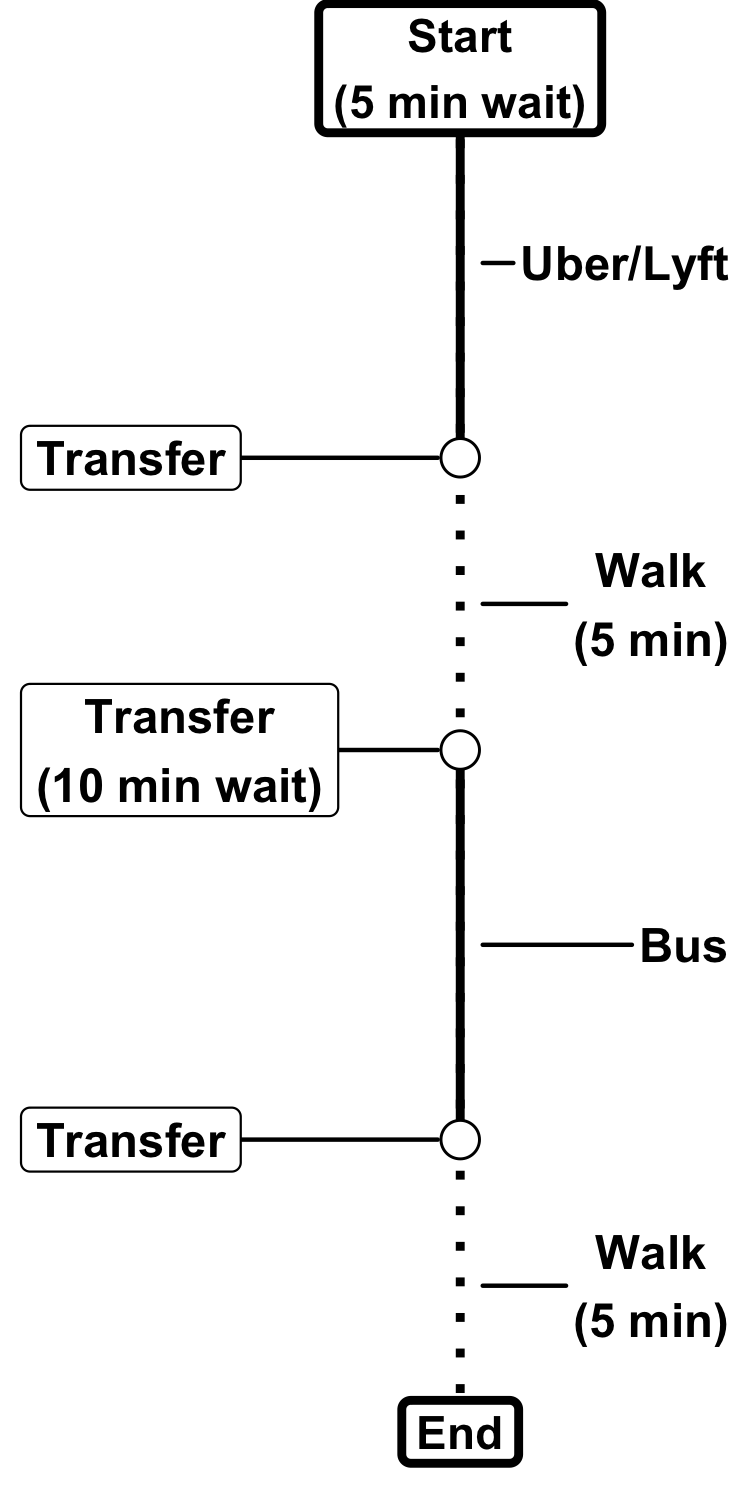 Start
(5 min wait)
Uber/Lyft
Transfer
Walk
(5 min)
Transfer
(10 min wait)
Bus
Transfer
Walk
(5 min)
End